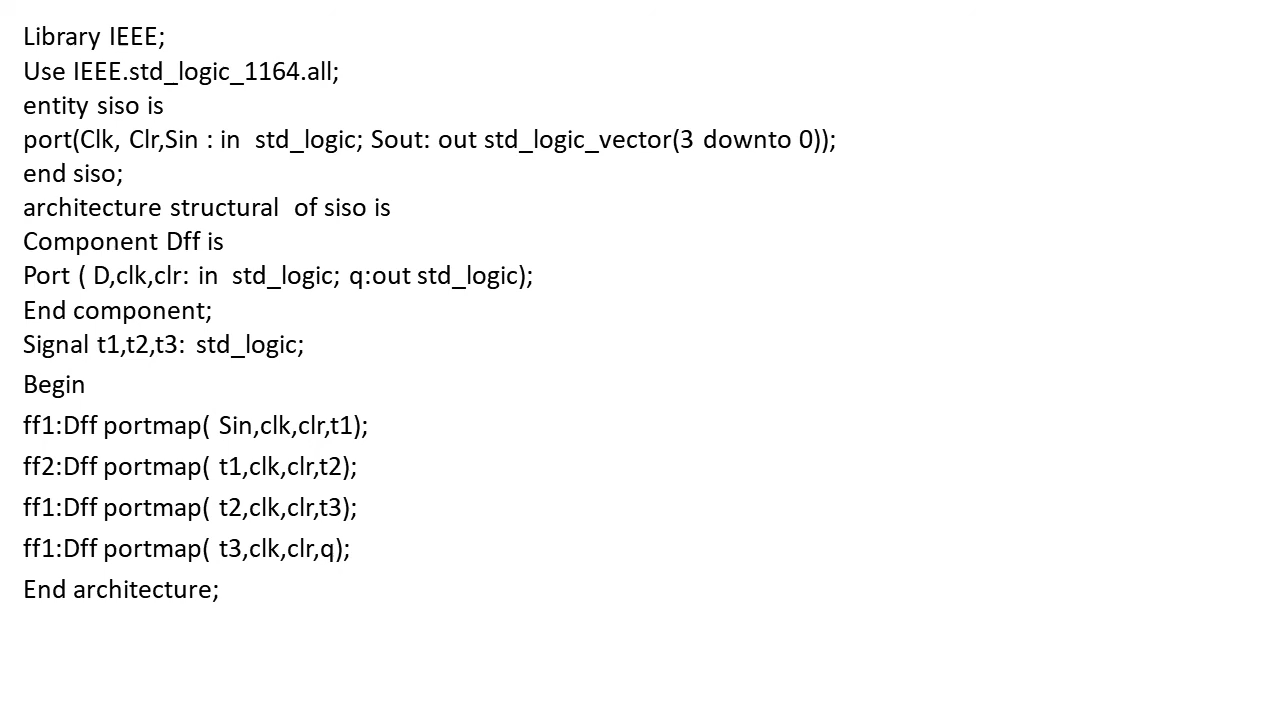 Library IEEE;
Use IEEE.std_logic_1164.all;
entity siso is
port(Clk, Clr,Sin : in  std_logic; Sout: out std_logic_vector(3 downto 0));
end siso;
architecture structural  of siso is
Component Dff is
Port ( D,clk,clr: in  std_logic; q:out std_logic);
End component;
Signal t1,t2,t3:  std_logic;
Begin
ff1:Dff portmap( Sin,clk,clr,t1);
ff2:Dff portmap( t1,clk,clr,t2);
ff1:Dff portmap( t2,clk,clr,t3);
ff1:Dff portmap( t3,clk,clr,q);
End architecture;